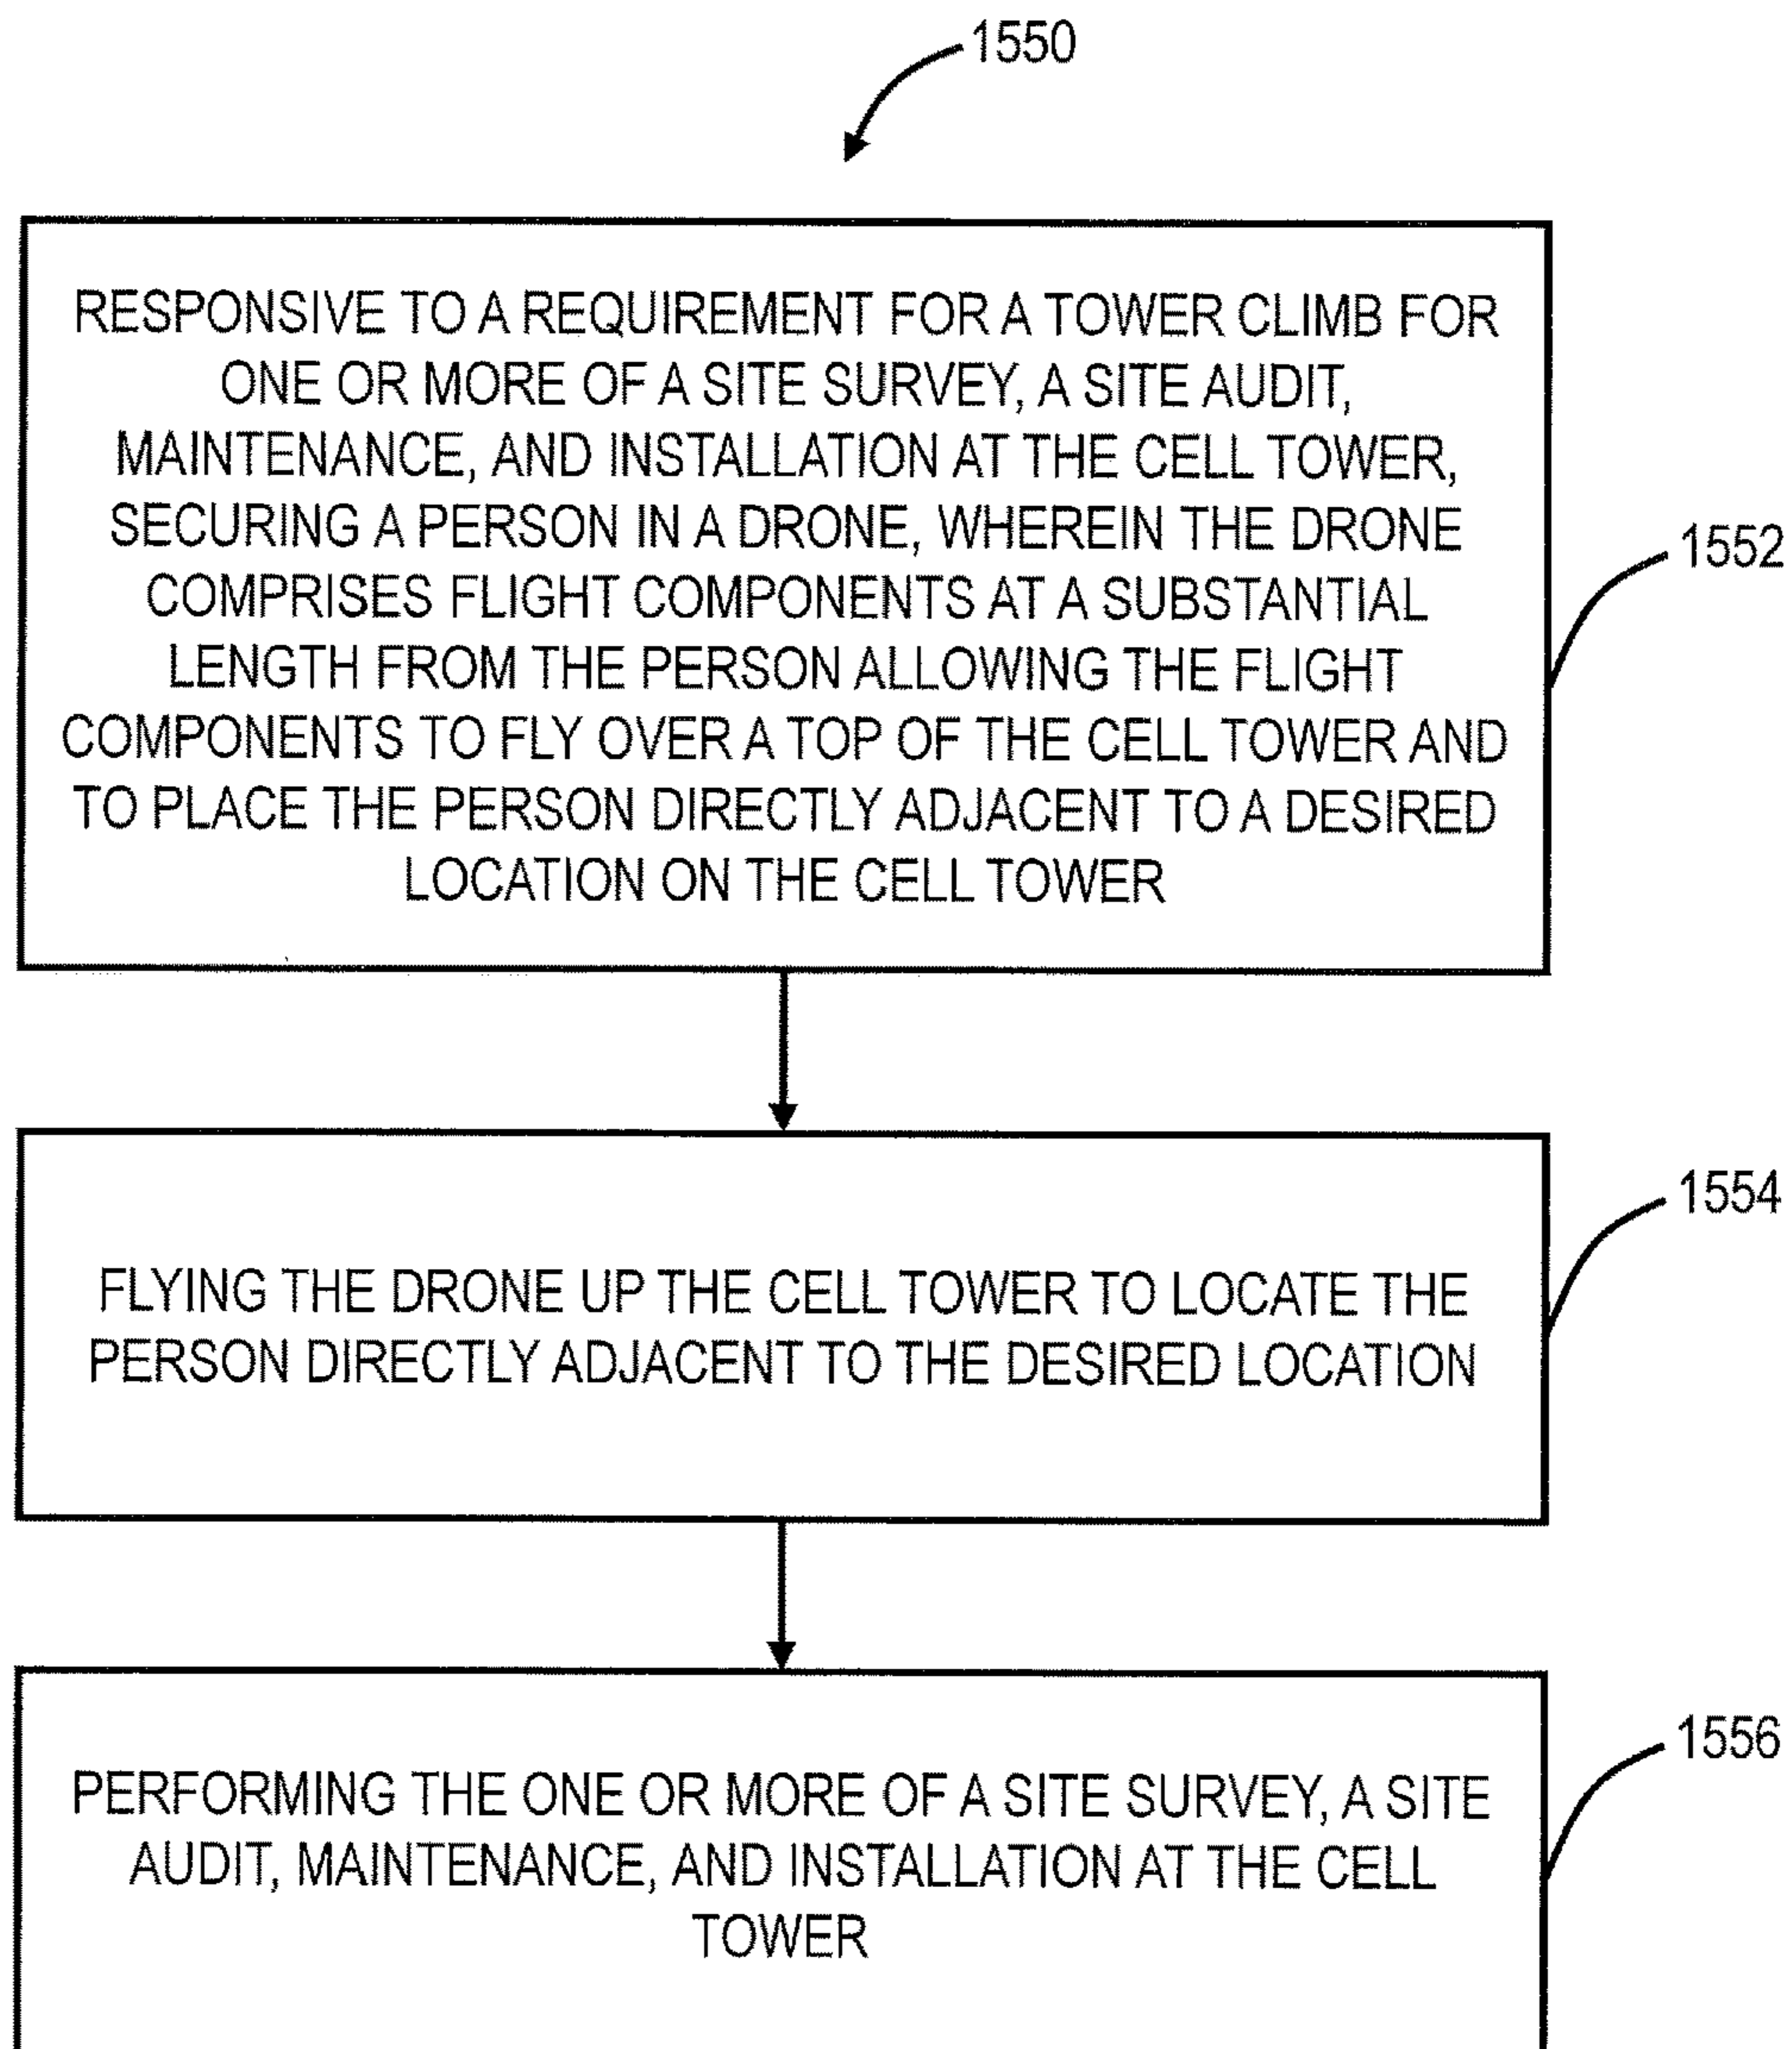 1550
RESPONSIVE TO A REQUIREMENT FOR A TOWER CLIMB FOR
ONE OR MORE OF A SITE SURVEY, A SITE AUDIT,
MAINTENANCE, AND INSTALLATION AT THE CELL TOWER,
SECURING A PERSON IN A DRONE, WHEREIN THE DRONE
COMPRISES FLIGHT COMPONENTS AT A SUBSTANTIAL
LENGTH FROM THE PERSON ALLOWING THE FLIGHT
COMPONENTS TO FLY OVER A TOP OF THE CELL TOWER AND
TO PLACE THE PERSON DIRECTLY ADJACENT TO A DESIRED
LOCATION ON THE CELL TOWER
1552
FLYING THE DRONE UP THE CELL TOWER TO LOCATE THE
PERSON DIRECTLY ADJACENT TO THE DESIRED LOCATION
1554
PERFORMING THE ONE OR MORE OF A SITE SURVEY, A SITE
AUDIT, MAINTENANCE, AND INSTALLATION AT THE CELL
TOWER
1556